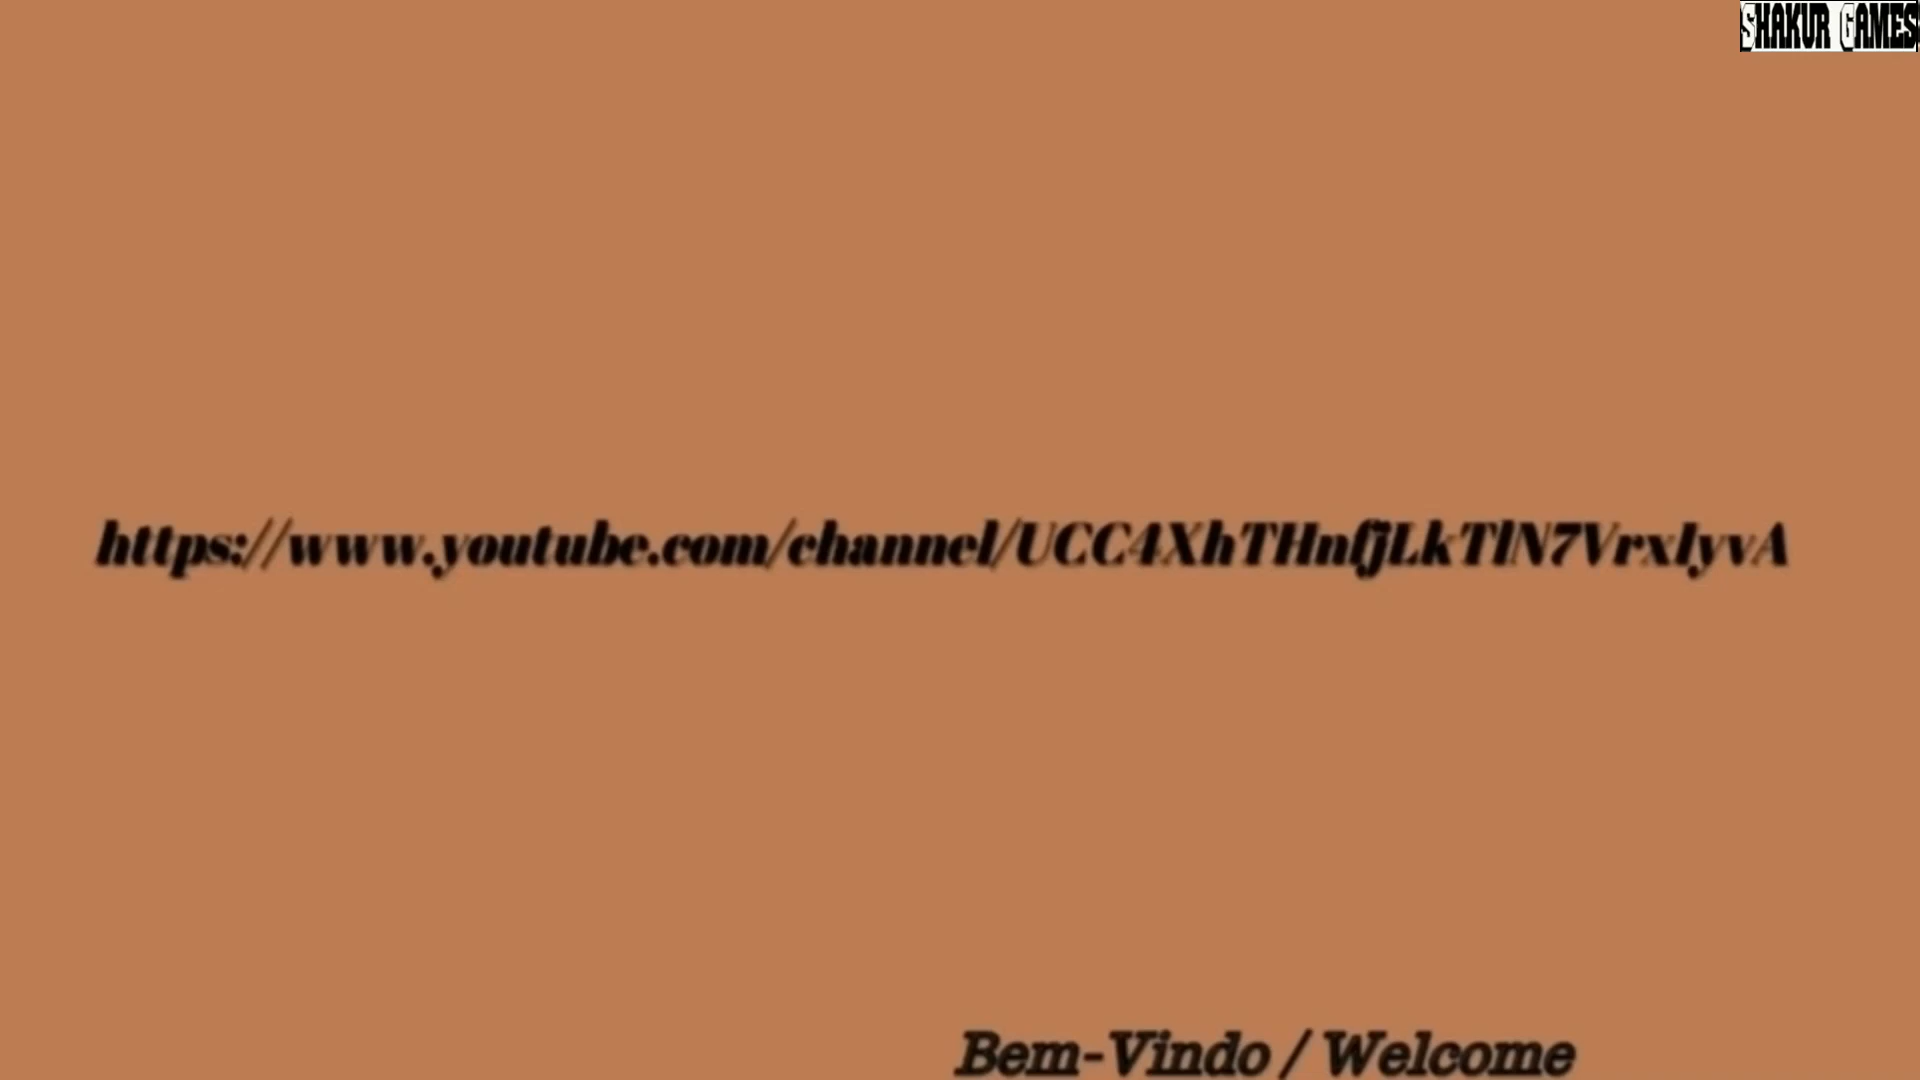 SHAKUR GAMES
https://www.youtube.com/channel/UCC4XhTHnfjLkTlN7VrxIyvA
Bem-Vindo / Welcome